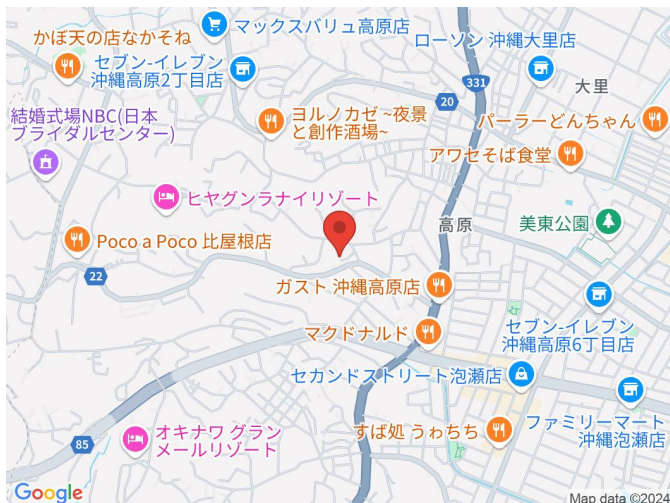 マックスバリュ高原店
かぼ天の店なかそね
ローソン 沖縄大里店
セブン-イレブン
沖縄高原2丁目店
331
大里
20
結婚式場NBC(日本
ブライダルセンター)
ヨルノカゼ ~夜景
と創作酒場~
パーラーどんちゃん
アワセそば食堂
ヒヤグンラナイリゾート
高原
美東公園
Poco a Poco 比屋根店
22
ガスト 沖縄高原店
マクドナルド
セブン-イレブン
沖縄高原6丁目店
セカンドストリート泡瀬店
ファミリーマート
沖縄泡瀬店
すば処 うゎちち
85
オキナワ グラン
メールリゾート
Google
Map data ©2024